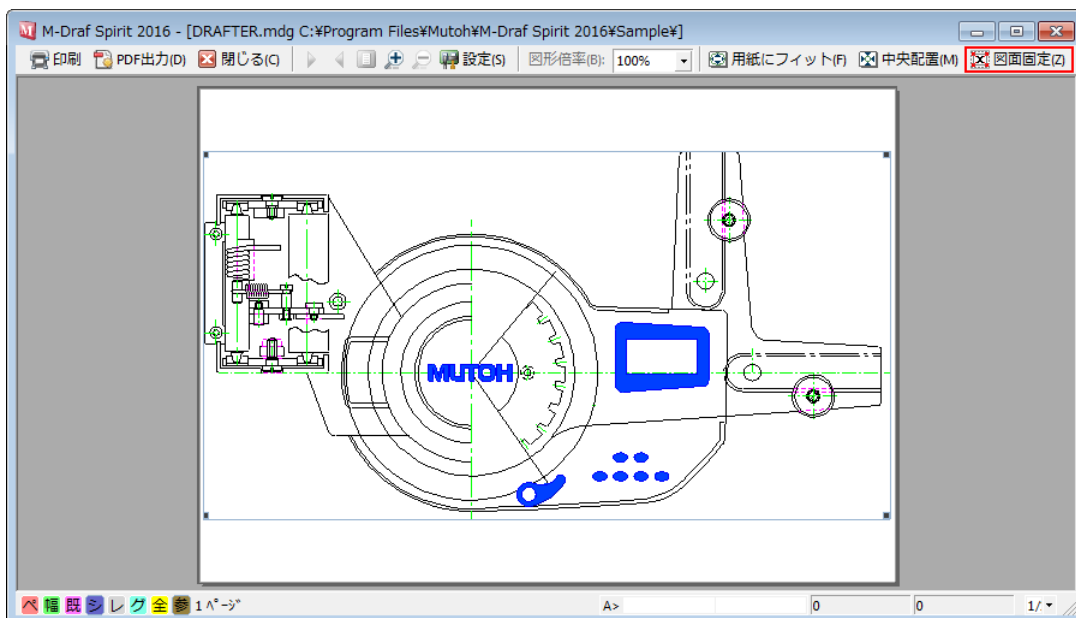 M-Draf Spirit 2016 - [DRAFTER.mdg C:¥Program Files¥Mutoh¥M-Draf Spirit 2016¥Sample¥]
印刷 PDF出力(D) 閉じる(C) 設定(S) 図形倍率(B): 100% 用紙にフィット(F) 中央配置(M) 図面固定(Z)
MUTOH
ペ 幅 既 シ レ グ 全 参 1 ﾍﾟｰｼﾞ A> 0 0 1/